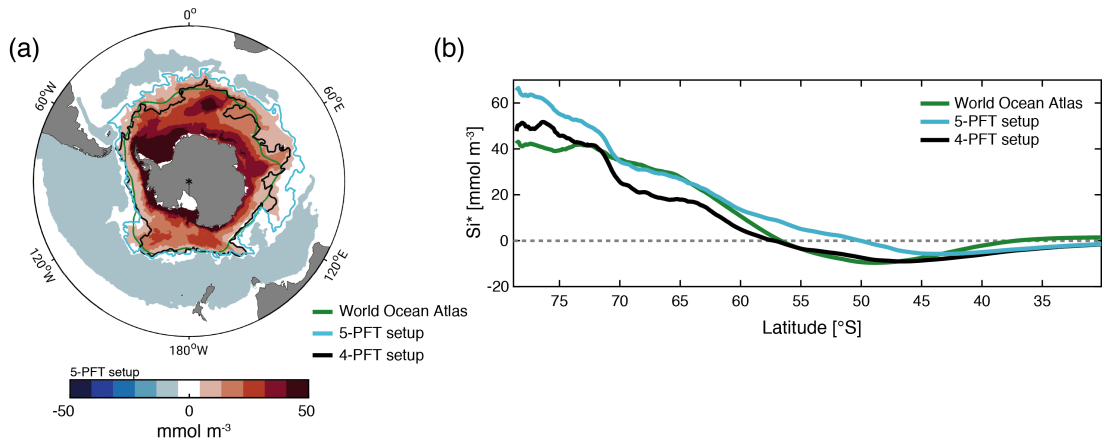 (a)
0°
60°W
60°E
*
120°W
120°E
180°W
World Ocean Atlas
5-PFT setup
4-PFT setup
5-PFT setup
-50 0 50
mmol m⁻³
(b)
Si* [mmol m⁻³]
60
40
20
0
-20
World Ocean Atlas
5-PFT setup
4-PFT setup
75 70 65 60 55 50 45 40 35
Latitude [°S]